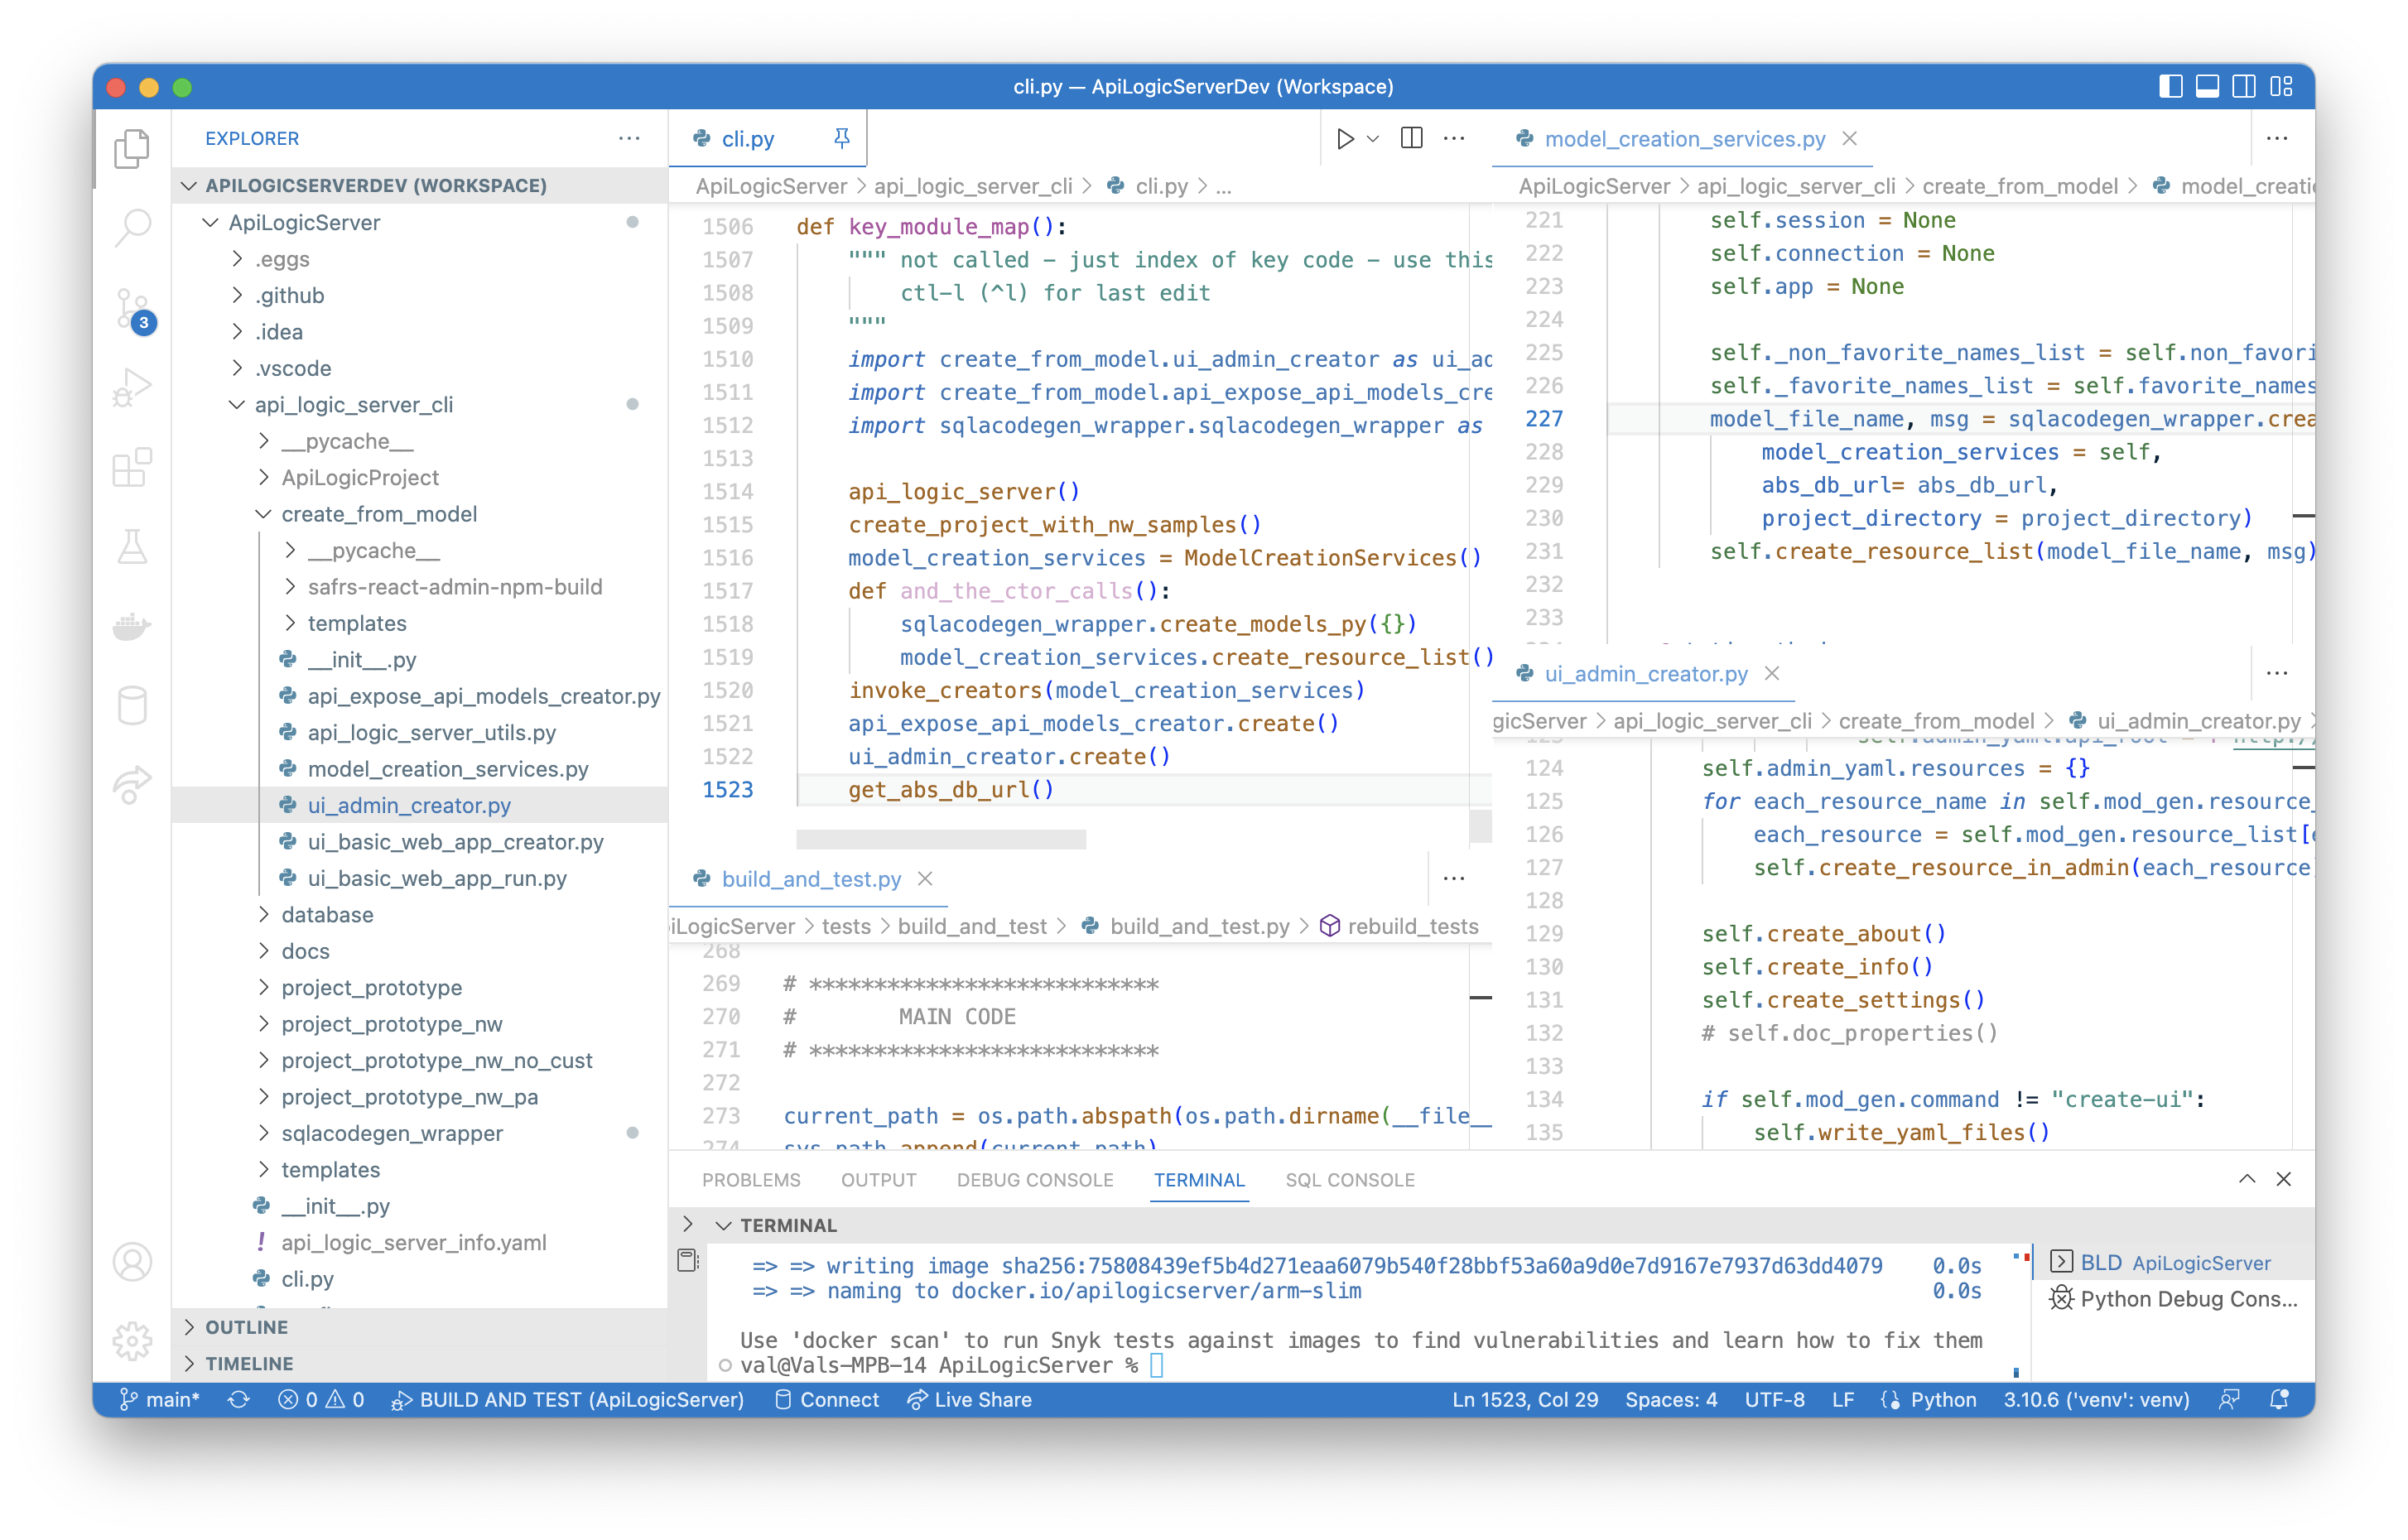 cli.py — ApiLogicServerDev (Workspace)
EXPLORER
APILOGICSERVERDEV (WORKSPACE)
ApiLogicServer
.eggs
.github
.idea
.vscode
api_logic_server_cli
__pycache__
ApiLogicProject
create_from_model
__pycache__
safrs-react-admin-npm-build
templates
__init__.py
api_expose_api_models_creator.py
api_logic_server_utils.py
model_creation_services.py
ui_admin_creator.py
ui_basic_web_app_creator.py
ui_basic_web_app_run.py
database
docs
project_prototype
project_prototype_nw
project_prototype_nw_no_cust
project_prototype_nw_pa
sqlacodegen_wrapper
templates
__init__.py
! api_logic_server_info.yaml
cli.py
OUTLINE
TIMELINE
3
cli.py
ApiLogicServer > api_logic_server_cli > cli.py > ...
1506 def key_module_map():
1507 """ not called - just index of key code - use this
1508 ctl-l (^l) for last edit
1509 """
1510 import create_from_model.ui_admin_creator as ui_ad
1511 import create_from_model.api_expose_api_models_cre
1512 import sqlacodegen_wrapper.sqlacodegen_wrapper as
1513
1514 api_logic_server()
1515 create_project_with_nw_samples()
1516 model_creation_services = ModelCreationServices()
1517 def and_the_ctor_calls():
1518 sqlacodegen_wrapper.create_models_py({})
1519 model_creation_services.create_resource_list()
1520 invoke_creators(model_creation_services)
1521 api_expose_api_models_creator.create()
1522 ui_admin_creator.create()
1523 get_abs_db_url()
build_and_test.py
iLogicServer > tests > build_and_test > build_and_test.py > rebuild_tests
268
269 # ***************************
270 # MAIN CODE
271 # ***************************
272
273 current_path = os.path.abspath(os.path.dirname(__file__
274 sys.path.append(current_path)
model_creation_services.py
ApiLogicServer > api_logic_server_cli > create_from_model > model_creati
221 self.session = None
222 self.connection = None
223 self.app = None
224
225 self._non_favorite_names_list = self.non_favori
226 self._favorite_names_list = self.favorite_names
227 model_file_name, msg = sqlacodegen_wrapper.crea
228 model_creation_services = self,
229 abs_db_url= abs_db_url,
230 project_directory = project_directory)
231 self.create_resource_list(model_file_name, msg)
232
233
ui_admin_creator.py
gicServer > api_logic_server_cli > create_from_model > ui_admin_creator.py >
self.admin_yaml.api_root = f'http://
124 self.admin_yaml.resources = {}
125 for each_resource_name in self.mod_gen.resource_
126 each_resource = self.mod_gen.resource_list[e
127 self.create_resource_in_admin(each_resource
128
129 self.create_about()
130 self.create_info()
131 self.create_settings()
132 # self.doc_properties()
133
134 if self.mod_gen.command != "create-ui":
135 self.write_yaml_files()
PROBLEMS OUTPUT DEBUG CONSOLE TERMINAL SQL CONSOLE
TERMINAL
=> => writing image sha256:75808439ef5b4d271eaa6079b540f28bbf53a60a9d0e7d9167e7937d63dd4079 0.0s
=> => naming to docker.io/apilogicserver/arm-slim 0.0s
Use 'docker scan' to run Snyk tests against images to find vulnerabilities and learn how to fix them
val@Vals-MPB-14 ApiLogicServer %
BLD ApiLogicServer
Python Debug Cons...
main* 0 0 BUILD AND TEST (ApiLogicServer) Connect Live Share Ln 1523, Col 29 Spaces: 4 UTF-8 LF Python 3.10.6 ('venv': venv)